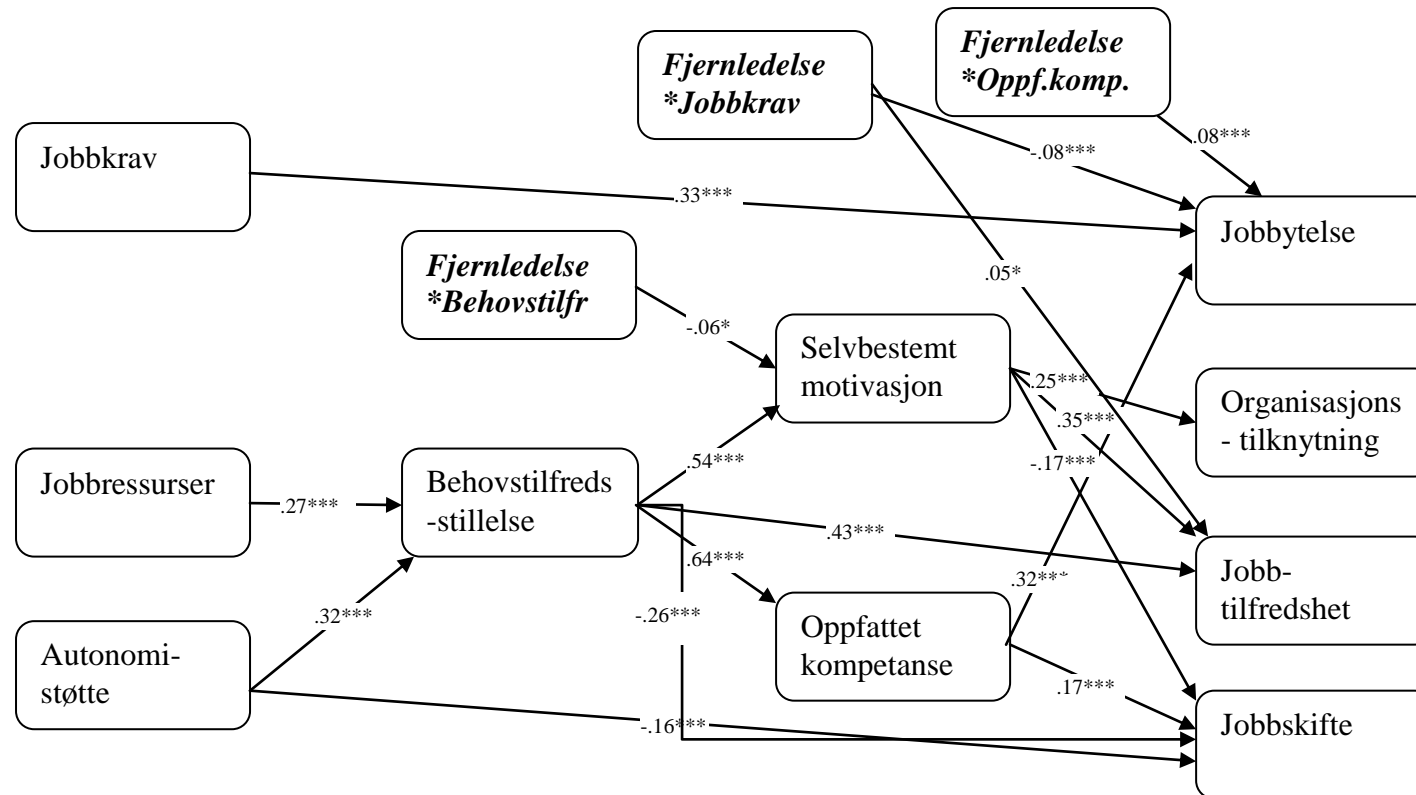 Fjernledelse
*Oppf.komp.
Fjernledelse
*Jobbkrav
Jobbkrav
-.08***
.08***
.33***
Jobbytelse
Fjernledelse
*Behovstilfr
.05*
-.06*
Selvbestemt
motivasjon
.25***
Organisasjons
- tilknytning
.35***
-.17***
.54***
Jobbressurser
.27***
Behovstilfreds
-stillelse
.43***
.64***
.32***
Jobb-
tilfredshet
.32***
-.26***
Oppfattet
kompetanse
Autonomi-
støtte
.17***
-.16***
Jobbskifte